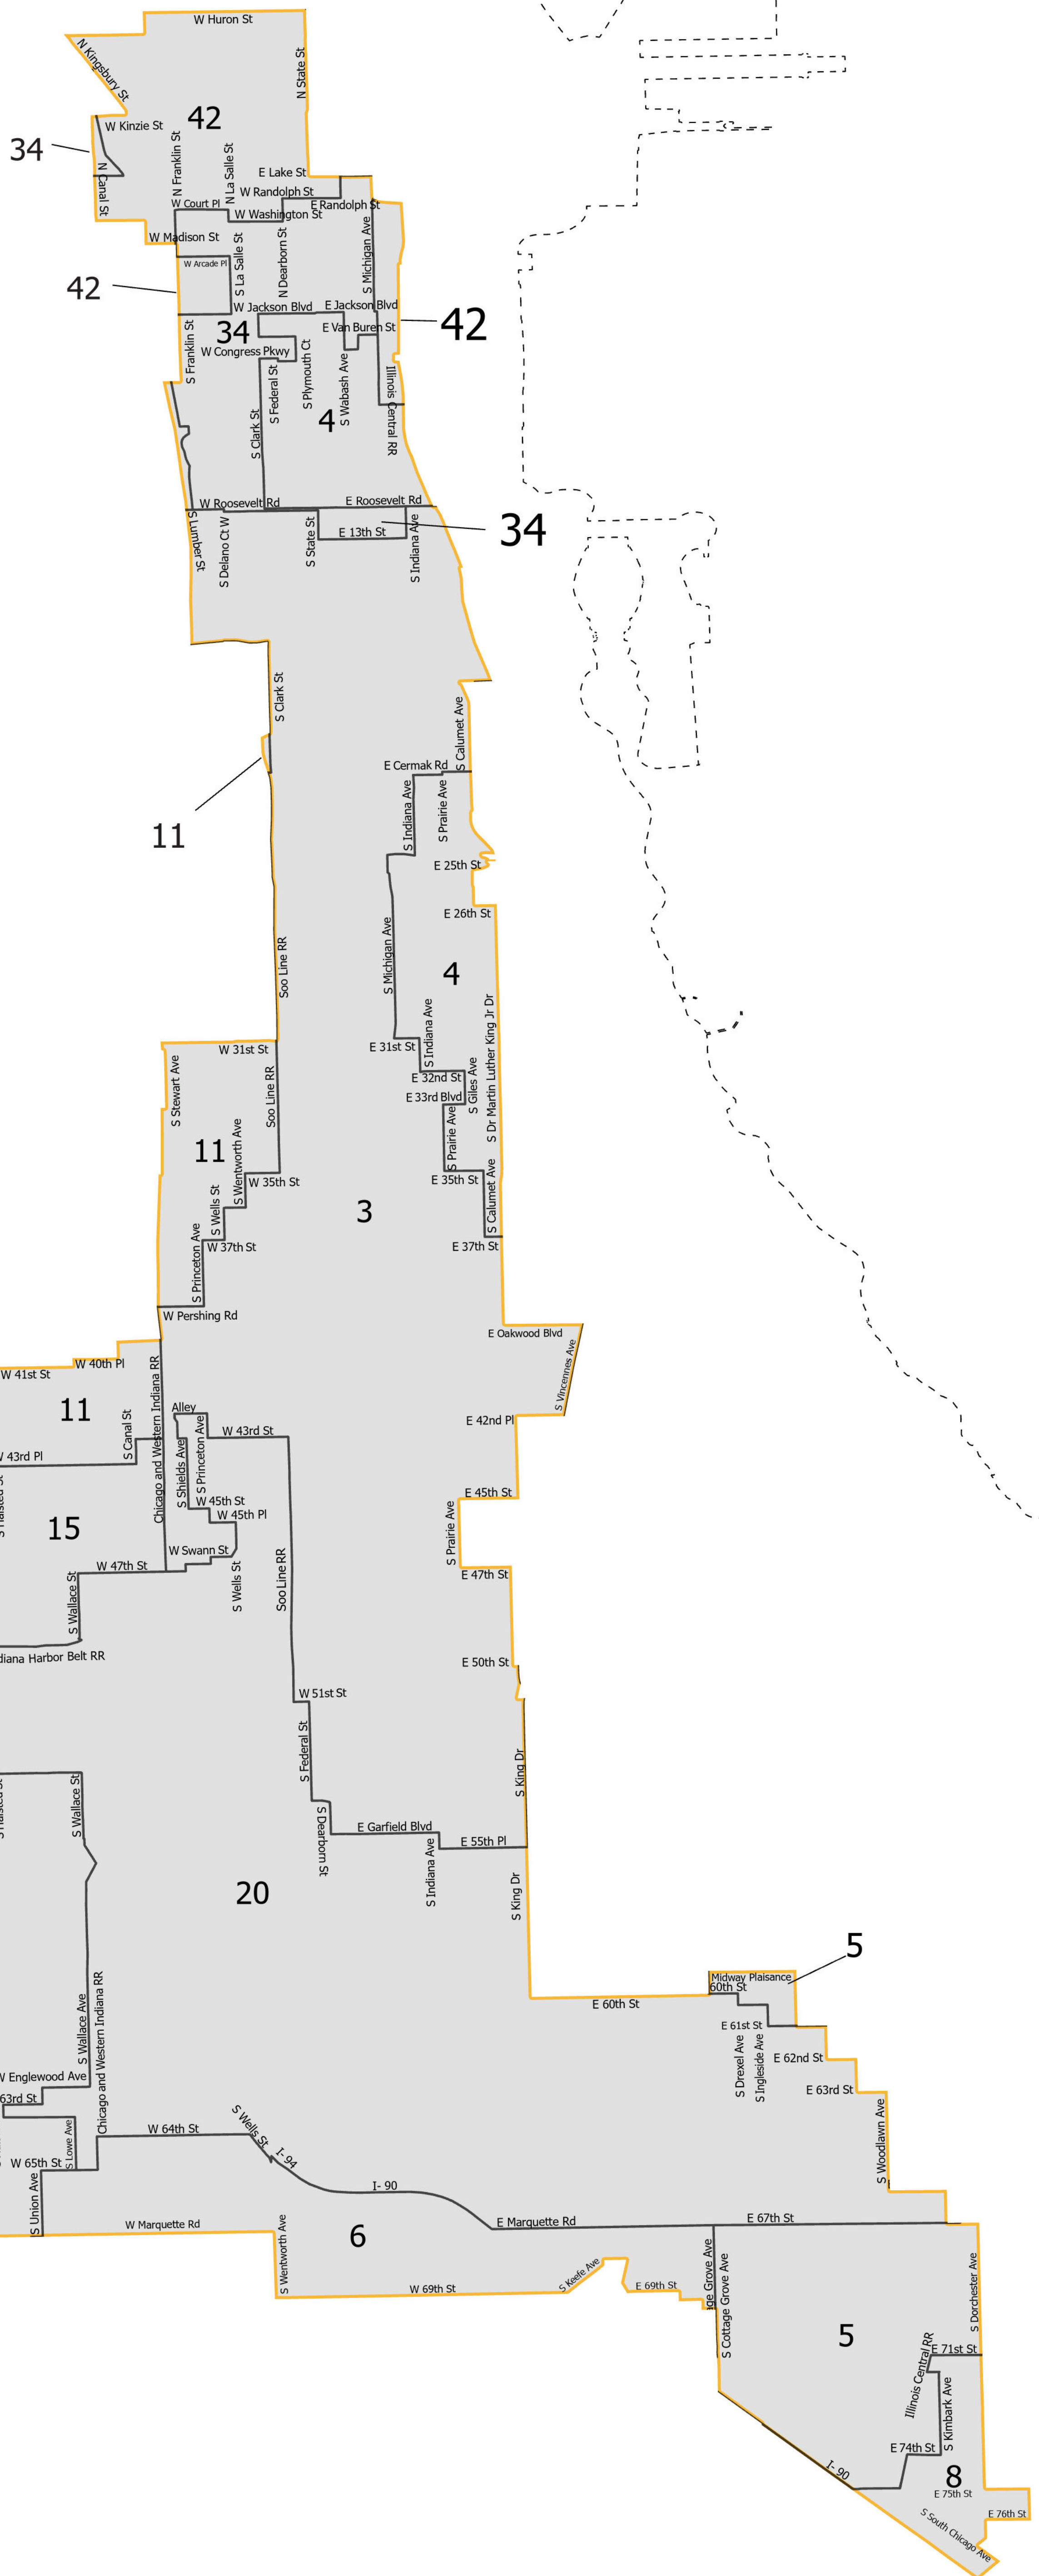 W Huron St
N Kingsbury St
N State St
42
W Kinzie St
34
N Franklin St
N La Salle St
N Canal St
E Lake St
W Randolph St
W Court Pl
E Randolph St
W Washington St
W Madison St
W Arcade Pl
S La Salle St
N Dearborn St
S Michigan Ave
42
W Jackson Blvd
E Jackson Blvd
42
34
E Van Buren St
S Franklin St
W Congress Pkwy
S Federal St
S Plymouth Ct
S Wabash Ave
Illinois Central RR
S Clark St
4
W Roosevelt Rd
E Roosevelt Rd
34
S Lumber St
S Delano Ct W
S State St
E 13th St
S Indiana Ave
S Clark St
S Calumet Ave
11
E Cermak Rd
S Indiana Ave
S Prairie Ave
E 25th St
E 26th St
S Michigan Ave
Soo Line RR
4
S Indiana Ave
S Dr Martin Luther King Jr Dr
W 31st St
E 31st St
S Stewart Ave
Soo Line RR
E 32nd St
S Giles Ave
E 33rd Blvd
11
S Wentworth Ave
S Prairie Ave
W 35th St
E 35th St
S Wells St
3
S Calumet Ave
S Princeton Ave
W 37th St
E 37th St
W Pershing Rd
E Oakwood Blvd
S Vincennes Ave
W 40th Pl
W 41st St
Chicago and Western Indiana RR
11
Alley
S Canal St
S Princeton Ave
W 43rd St
E 42nd Pl
43rd Pl
S Shields Ave
E 45th St
W 45th St
W 45th Pl
15
S Prairie Ave
W Swann St
W 47th St
E 47th St
S Wallace St
S Wells St
Soo Line RR
diana Harbor Belt RR
E 50th St
W 51st St
S Federal St
S King Dr
S Wallace St
S Dearborn St
E Garfield Blvd
E 55th Pl
S Indiana Ave
S King Dr
20
5
Midway Plaisance
60th St
E 60th St
E 61st St
S Wallace Ave
Chicago and Western Indiana RR
S Drexel Ave
S Ingleside Ave
E 62nd St
W Englewood Ave
63rd St
E 63rd St
S Woodlawn Ave
S Lowe Ave
W 64th St
S Wells St
I- 94
W 65th St
S Union Ave
I- 90
W Marquette Rd
E Marquette Rd
E 67th St
6
S Wentworth Ave
W 69th St
S Keefe Ave
E 69th St
ge Grove Ave
S Cottage Grove Ave
S Dorchester Ave
5
E 71st St
Illinois Central RR
S Kimbark Ave
E 74th St
I- 90
8
E 75th St
E 76th St
S South Chicago Ave